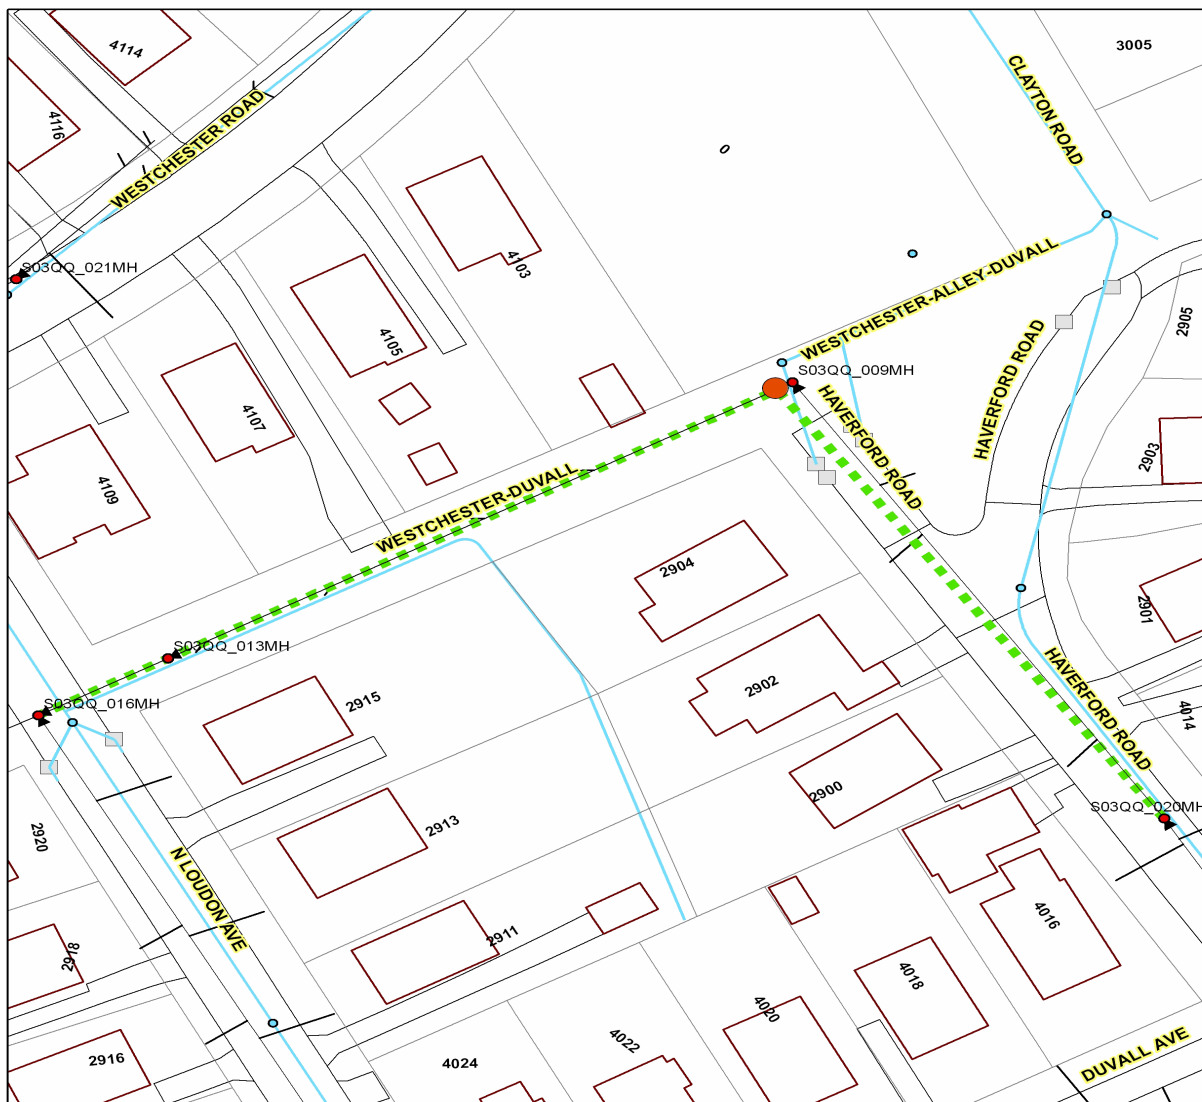 4114
3005
CLAYTON ROAD
4116
WESTCHESTER ROAD
0
S03QQ_021MH
4103
WESTCHESTER-ALLEY-DUVALL
2905
4105
HAVERFORD ROAD
S03QQ_009MH
4107
HAVERFORD ROAD
2903
4109
WESTCHESTER-DUVALL
2904
2901
S03QQ_013MH
2902
S03QQ_016MH
2915
HAVERFORD ROAD
4014
2900
S03QQ_020MH
2920
2913
N LOUDON AVE
4016
2911
2918
4018
4020
4022
2916
4024
DUVALL AVE